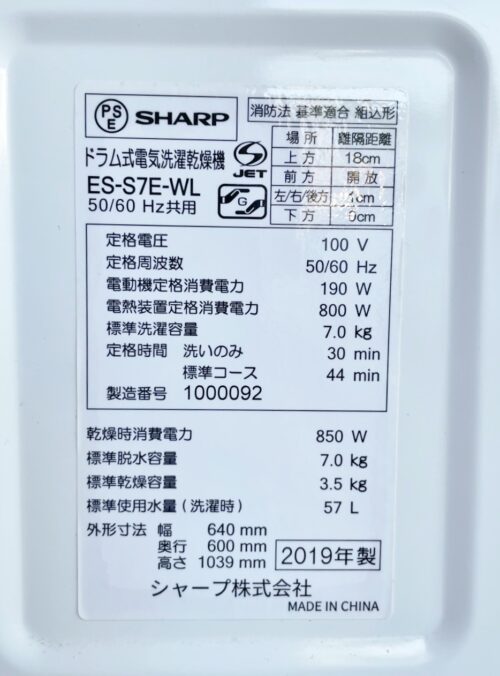 PSE SHARP
消防法 基準適合 組込形
場所 離隔距離
上方 18cm
前方 開放
左/右/後方 1cm
下方 0cm
ドラム式電気洗濯乾燥機
ES-S7E-WL
50/60 Hz共用
S JET
G
定格電圧 100 V
定格周波数 50/60 Hz
電動機定格消費電力 190 W
電熱装置定格消費電力 800 W
標準洗濯容量 7.0 kg
定格時間 洗いのみ 30 min
標準コース 44 min
製造番号 1000092
乾燥時消費電力 850 W
標準脱水容量 7.0 kg
標準乾燥容量 3.5 kg
標準使用水量(洗濯時) 57 L
外形寸法 幅 640 mm
奥行 600 mm
高さ 1039 mm
2019年製
シャープ株式会社
MADE IN CHINA